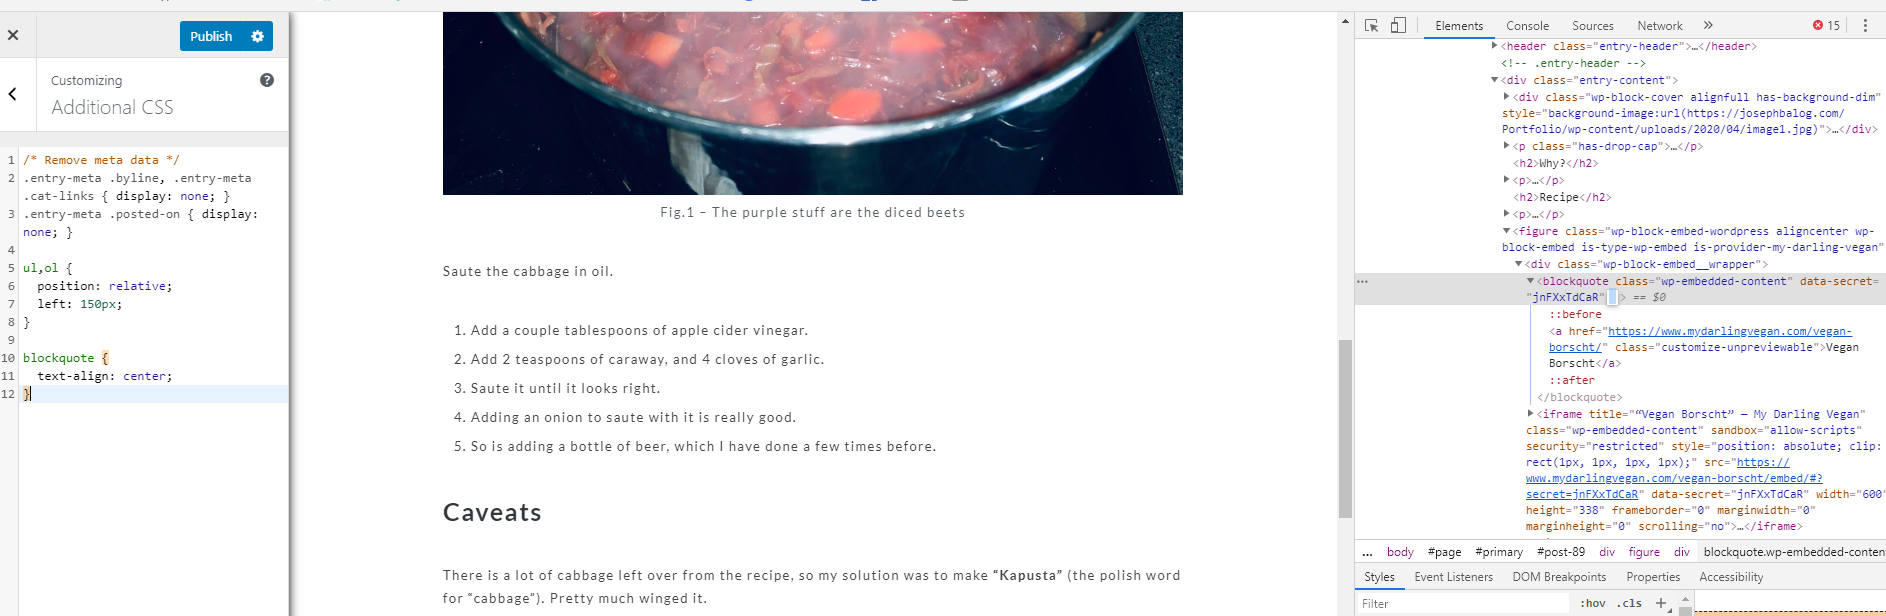 Publish
Customizing
Additional CSS
1 /* Remove meta data */
2 .entry-meta .byline, .entry-meta
.cat-links { display: none; }
3 .entry-meta .posted-on { display:
none; }
4
5 ul,ol {
6 position: relative;
7 left: 150px;
8 }
9
10 blockquote {
11 text-align: center;
12 }
Fig.1 – The purple stuff are the diced beets
Saute the cabbage in oil.
1. Add a couple tablespoons of apple cider vinegar.
2. Add 2 teaspoons of caraway, and 4 cloves of garlic.
3. Saute it until it looks right.
4. Adding an onion to saute with it is really good.
5. So is adding a bottle of beer, which I have done a few times before.
Caveats
There is a lot of cabbage left over from the recipe, so my solution was to make “Kapusta” (the polish word
for “cabbage”). Pretty much winged it.
Elements Console Sources Network » 15
<header class="entry-header">…</header>
<!-- .entry-header -->
<div class="entry-content">
<div class="wp-block-cover alignfull has-background-dim"
style="background-image:url(https://josephbalog.com/
Portfolio/wp-content/uploads/2020/04/image1.jpg)">…</div>
<p class="has-drop-cap">…</p>
<h2>Why?</h2>
<p>…</p>
<h2>Recipe</h2>
<p>…</p>
<figure class="wp-block-embed-wordpress aligncenter wp-
block-embed is-type-wp-embed is-provider-my-darling-vegan"
<div class="wp-block-embed__wrapper">
<blockquote class="wp-embedded-content" data-secret=
"jnFXxTdCaR" > == $0
::before
<a href="https://www.mydarlingvegan.com/vegan-
borscht/" class="customize-unpreviewable">Vegan
Borscht</a>
::after
</blockquote>
<iframe title="“Vegan Borscht” — My Darling Vegan"
class="wp-embedded-content" sandbox="allow-scripts"
security="restricted" style="position: absolute; clip:
rect(1px, 1px, 1px, 1px);" src="https://
www.mydarlingvegan.com/vegan-borscht/embed/#?
secret=jnFXxTdCaR" data-secret="jnFXxTdCaR" width="600"
height="338" frameborder="0" marginwidth="0"
marginheight="0" scrolling="no">…</iframe>
... body #page #primary #post-89 div figure div blockquote.wp-embedded-conten
Styles Event Listeners DOM Breakpoints Properties Accessibility
Filter :hov .cls +